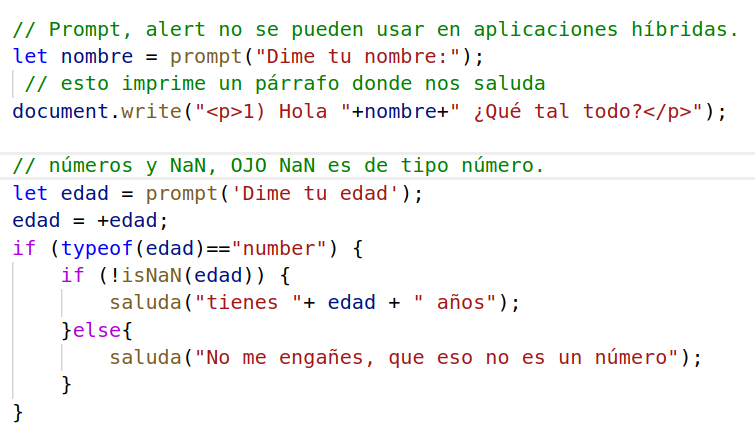 // Prompt, alert no se pueden usar en aplicaciones híbridas.
let nombre = prompt("Dime tu nombre:");
 // esto imprime un párrafo donde nos saluda
document.write("<p>1) Hola "+nombre+" ¿Qué tal todo?</p>");

// números y NaN, OJO NaN es de tipo número.
let edad = prompt('Dime tu edad');
edad = +edad;
if (typeof(edad)=="number") {
    if (!isNaN(edad)) {
        saluda("tienes "+ edad + " años");
    }else{
        saluda("No me engañes, que eso no es un número");
    }
}